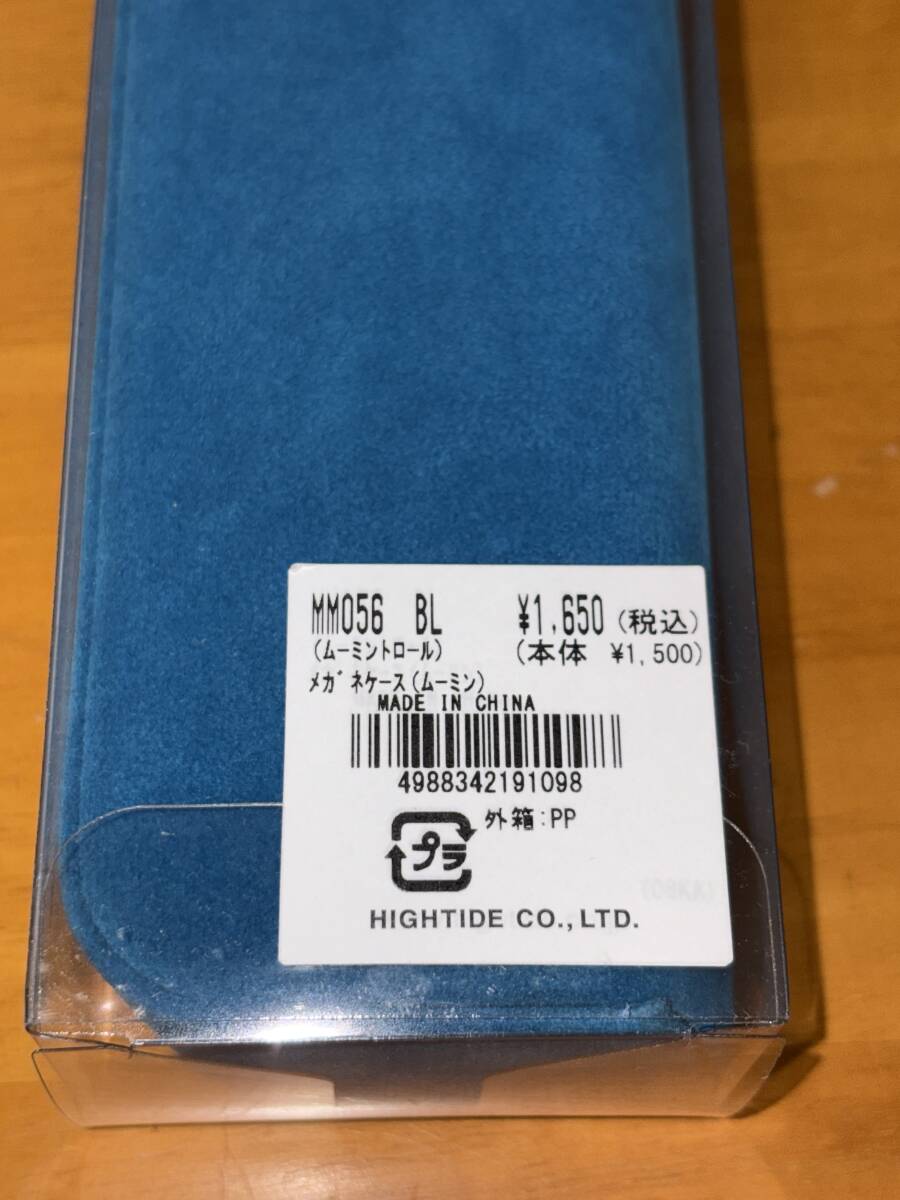 MM056 BL ¥1,650(税込)
(ムーミントロール) (本体 ¥1,500)
メガネケース(ムーミン)
MADE IN CHINA
4988342191098
プラ 外箱:PP
HIGHTIDE CO.,LTD.